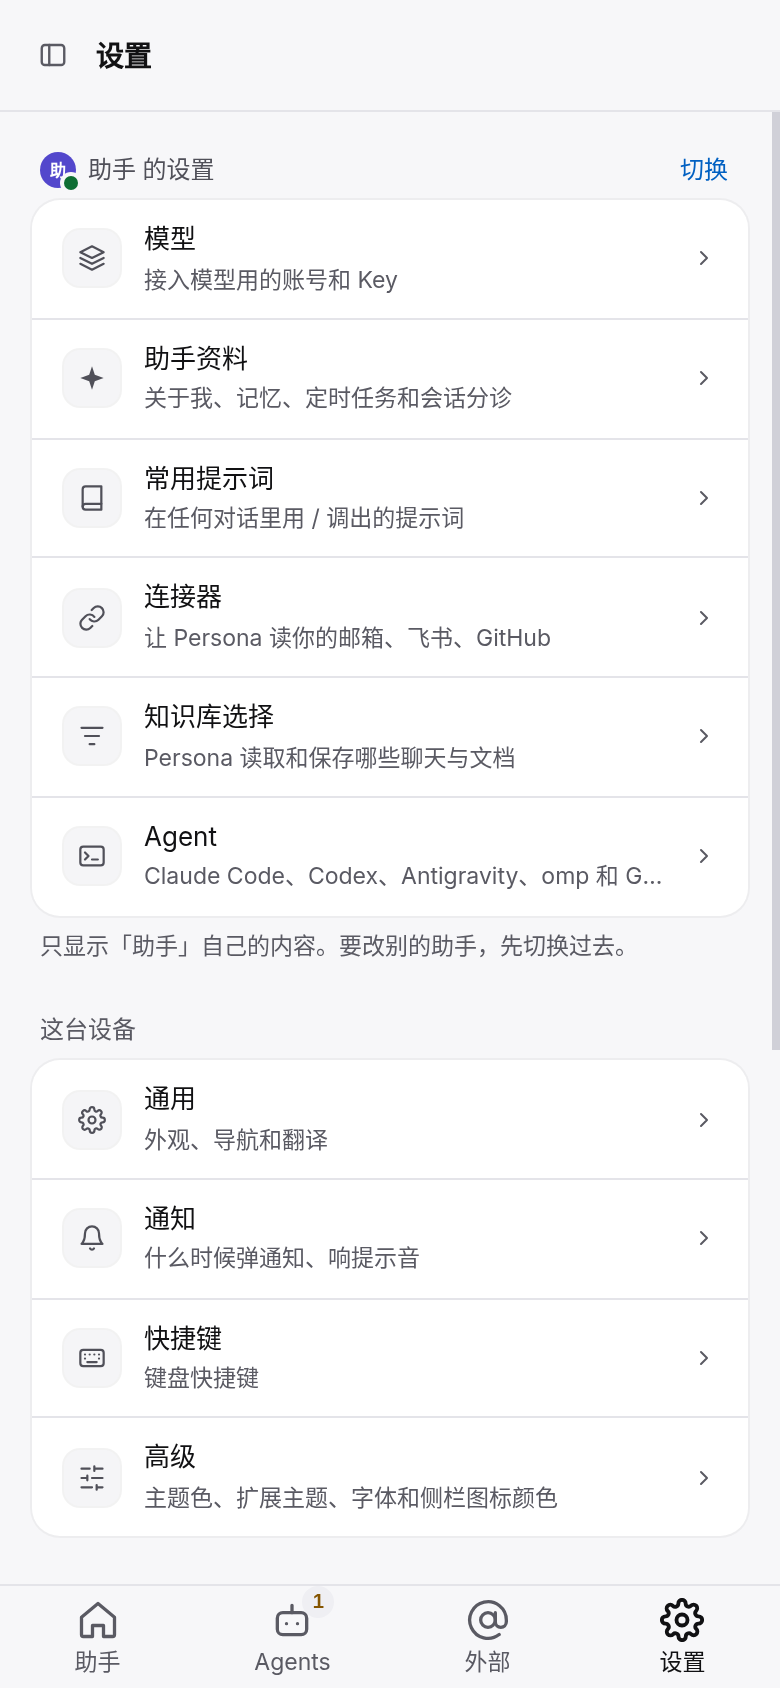 设置
助
助手 的设置
切换
模型
接入模型用的账号和 Key
助手资料
关于我、记忆、定时任务和会话分诊
常用提示词
在任何对话里用 / 调出的提示词
连接器
让 Persona 读你的邮箱、飞书、GitHub
知识库选择
Persona 读取和保存哪些聊天与文档
Agent
Claude Code、Codex、Antigravity、omp 和 G...
只显示「助手」自己的内容。要改别的助手，先切换过去。
这台设备
通用
外观、导航和翻译
通知
什么时候弹通知、响提示音
快捷键
键盘快捷键
高级
主题色、扩展主题、字体和侧栏图标颜色
1
助手
Agents
外部
设置